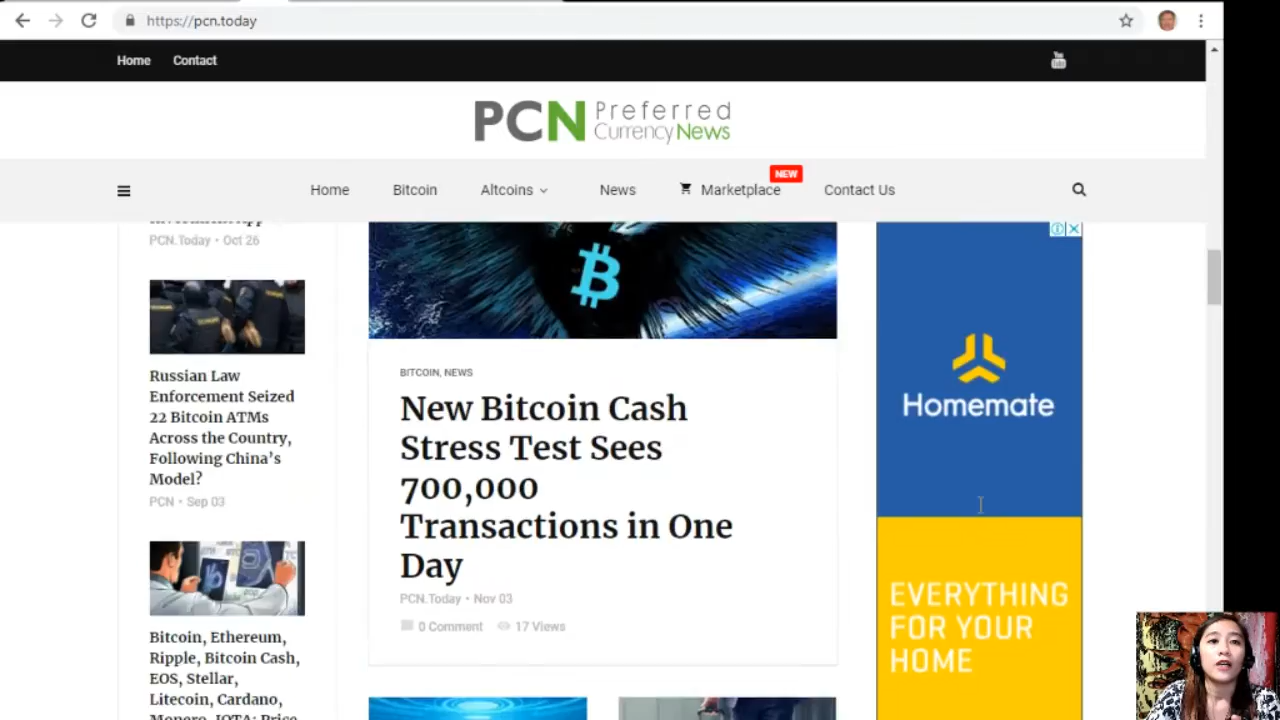 https://pcn.today
Home Contact
PCN Preferred
Currency News
NEW
Home Bitcoin Altcoins News Marketplace Contact Us
PCN.Today • Oct 26
Russian Law
Enforcement Seized
22 Bitcoin ATMs
Across the Country,
Following China’s
Model?
PCN • Sep 03
Bitcoin, Ethereum,
Ripple, Bitcoin Cash,
EOS, Stellar,
Litecoin, Cardano,
Monero, IOTA: Price
BITCOIN, NEWS
New Bitcoin Cash
Stress Test Sees
700,000
Transactions in One
Day
PCN.Today • Nov 03
0 Comment 17 Views
Homemate
EVERYTHING
FOR YOUR
HOME